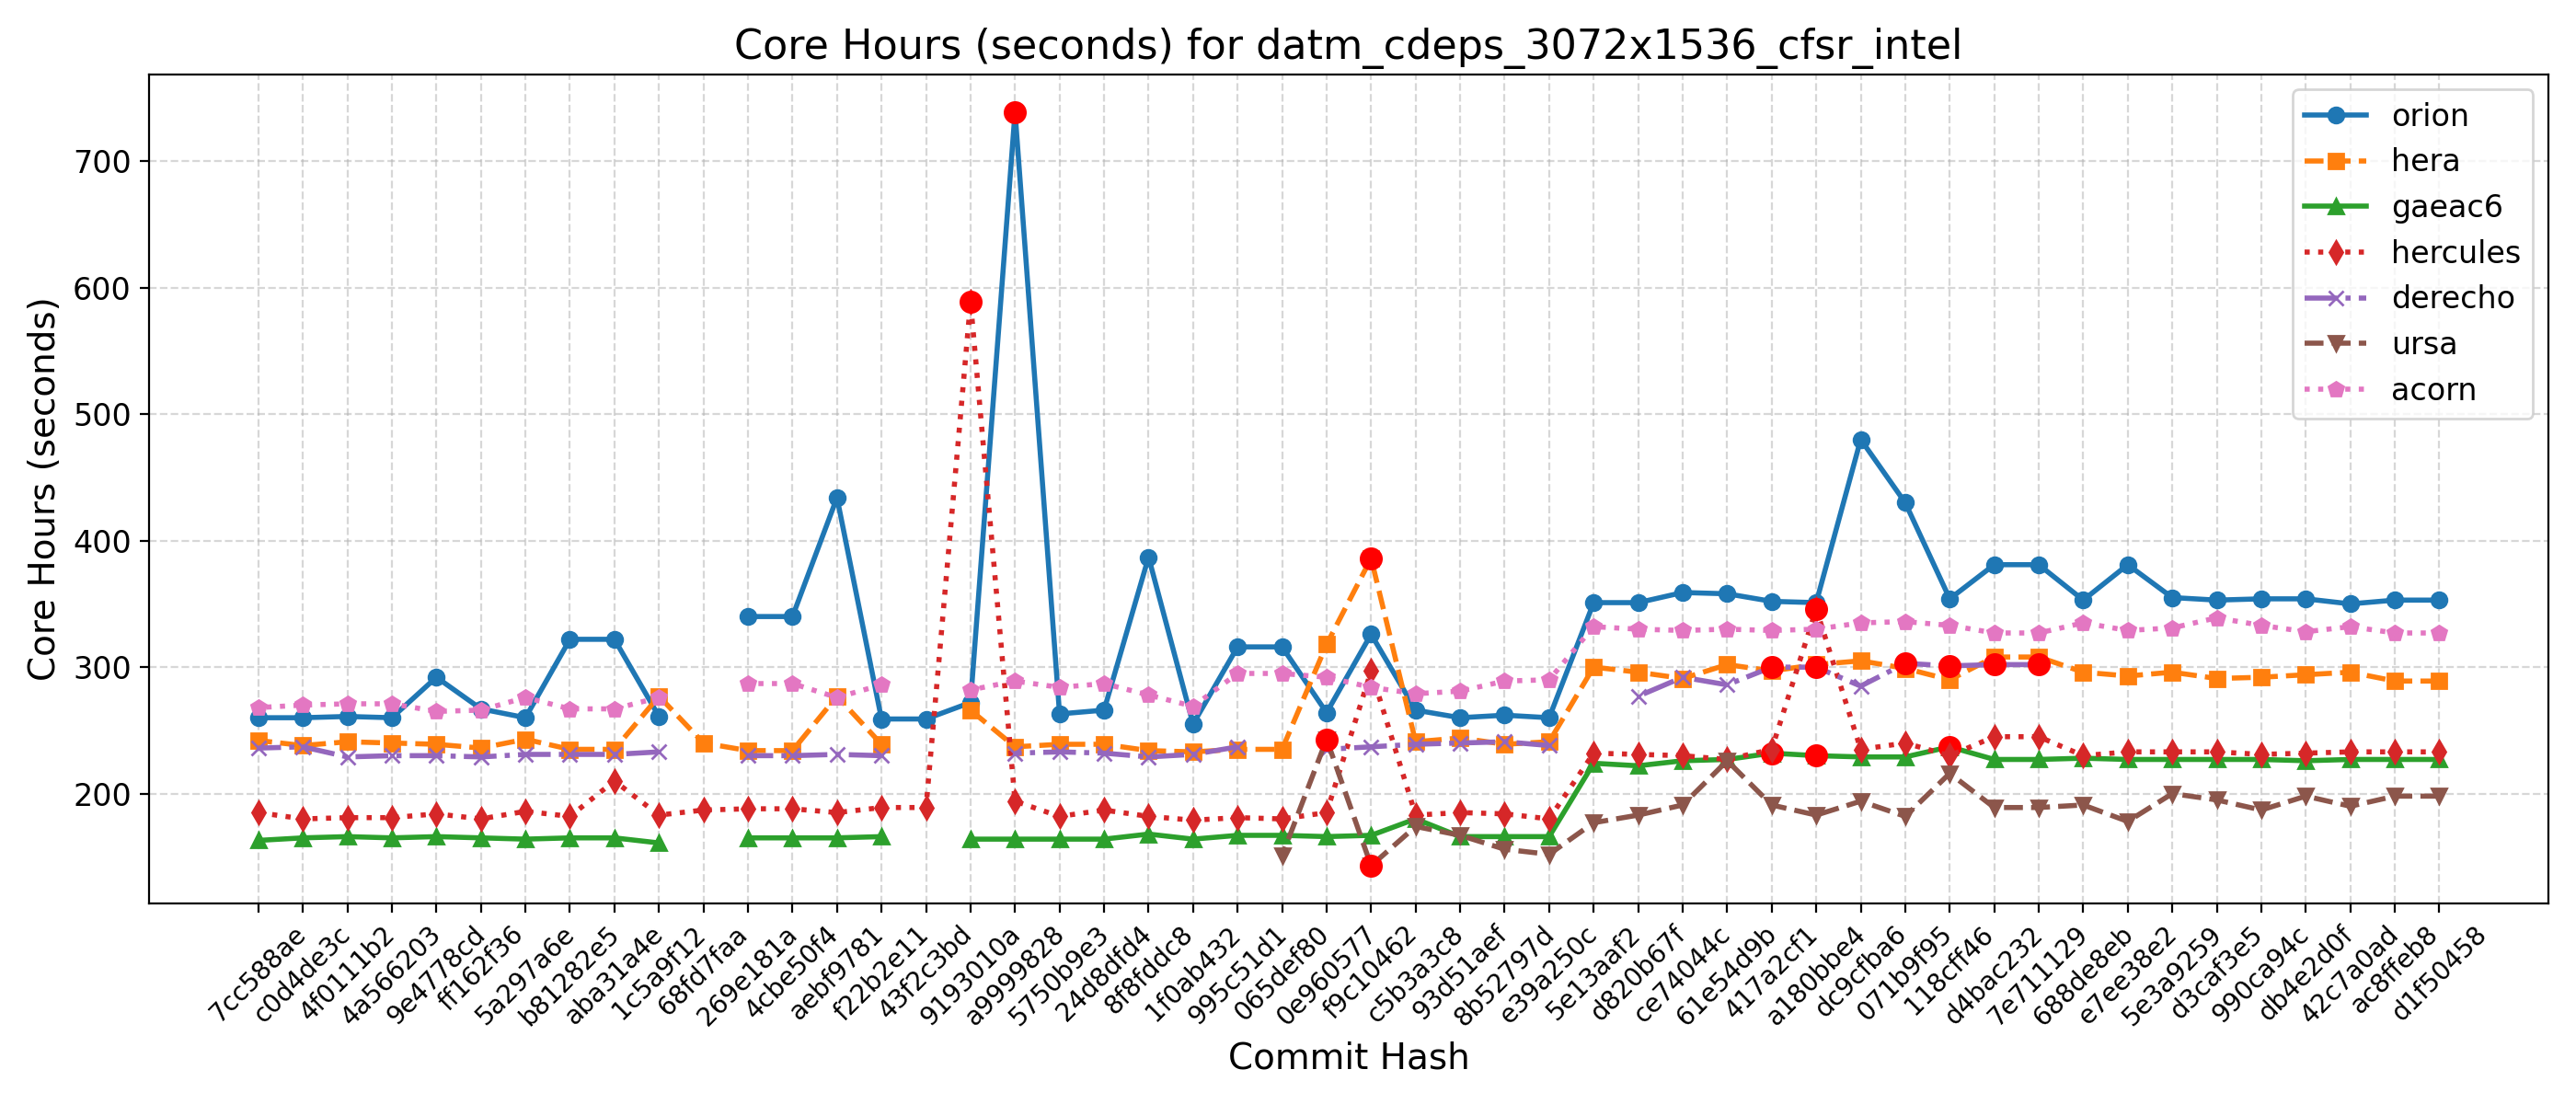 Core Hours (seconds) for datm_cdeps_3072x1536_cfsr_intel
Core Hours (seconds)
700
600
500
400
300
200
orion
hera
gaeac6
hercules
derecho
ursa
acorn
7cc588ae
c0d4de3c
4f0111b2
4a566203
9e4778cd
ff162f36
5a297a6e
b81282e5
aba31a4e
1c5a9f12
68fd7faa
269e181a
4cbe50f4
aebf9781
f22b2e11
43f2c3bd
9193010a
a9999828
5750b9e3
24d8dfd4
8f8fddc8
1f0ab432
995c51d1
065def80
0e960577
f9c10462
c5b3a3c8
93d51aef
8b52797d
e39a250c
5e13aaf2
d820b67f
ce74044c
61e54d9b
417a2cf1
a180bbe4
dc9cfba6
071b9f95
118cff46
d4bac232
7e711129
688de8eb
e7ee38e2
5e3a9259
d3caf3e5
990ca94c
db4e2d0f
42c7a0ad
ac8ffeb8
d1f50458
Commit Hash